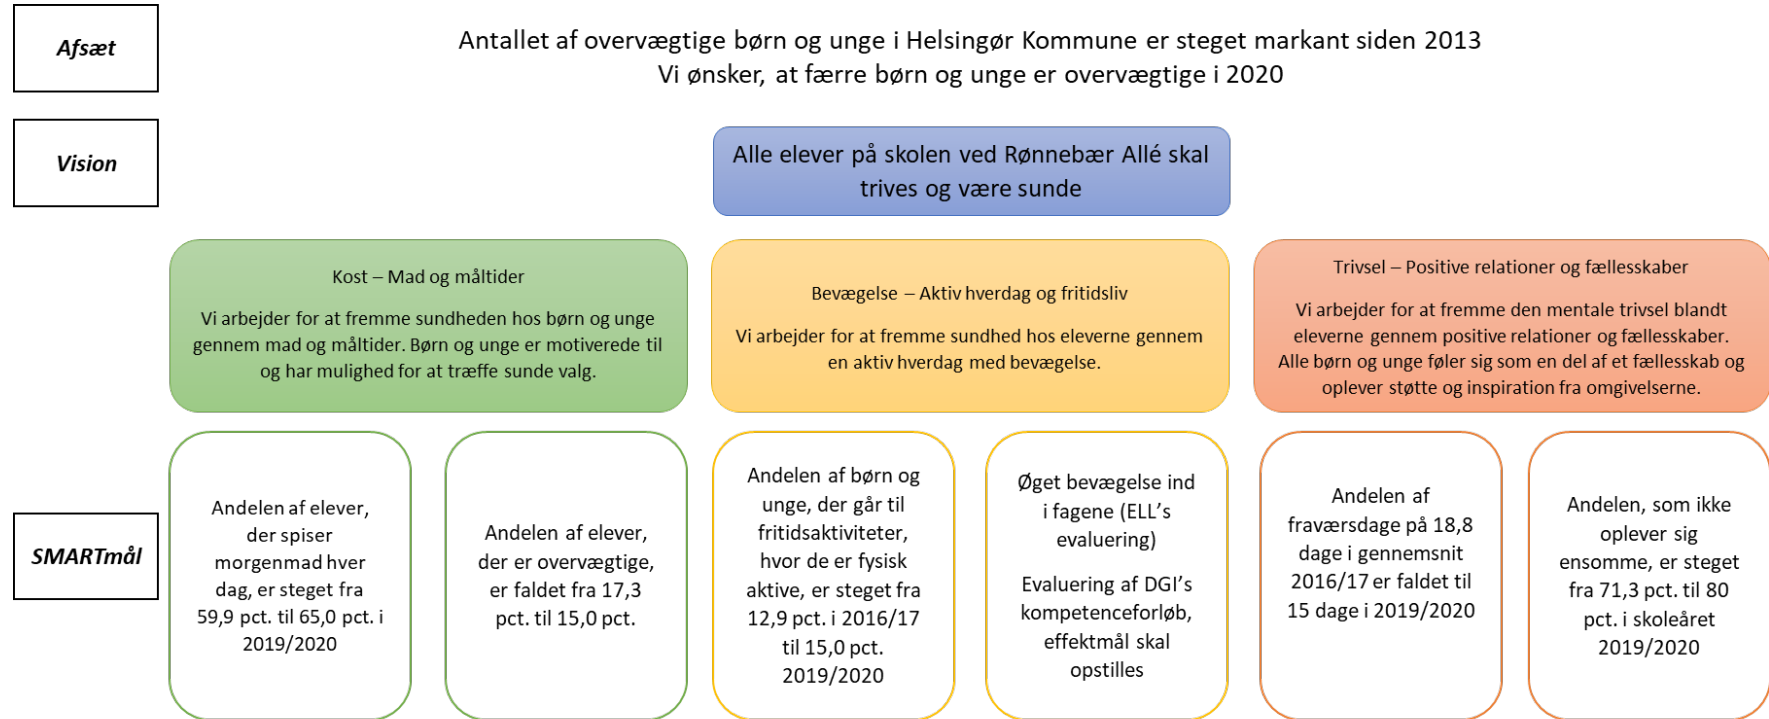 Afsæt
Antallet af overvægtige børn og unge i Helsingør Kommune er steget markant siden 2013
Vi ønsker, at færre børn og unge er overvægtige i 2020
Vision
Alle elever på skolen ved Rønnebær Allé skal
trives og være sunde
Kost – Mad og måltider
Vi arbejder for at fremme sundheden hos børn og unge
gennem mad og måltider. Børn og unge er motiverede til
og har mulighed for at træffe sunde valg.
Bevægelse – Aktiv hverdag og fritidsliv
Vi arbejder for at fremme sundhed hos eleverne gennem
en aktiv hverdag med bevægelse.
Trivsel – Positive relationer og fællesskaber
Vi arbejder for at fremme den mentale trivsel blandt
eleverne gennem positive relationer og fællesskaber.
Alle børn og unge føler sig som en del af et fællesskab og
oplever støtte og inspiration fra omgivelserne.
SMARTmål
Andelen af elever,
der spiser
morgenmad hver
dag, er steget fra
59,9 pct. til 65,0 pct. i
2019/2020
Andelen af elever,
der er overvægtige,
er faldet fra 17,3
pct. til 15,0 pct.
Andelen af børn og
unge, der går til
fritidsaktiviteter,
hvor de er fysisk
aktive, er steget fra
12,9 pct. i 2016/17
til 15,0 pct.
2019/2020
Øget bevægelse ind
i fagene (ELL’s
evaluering)
Evaluering af DGI’s
kompetenceforløb,
effektmål skal
opstilles
Andelen af
fraværsdage på 18,8
dage i gennemsnit
2016/17 er faldet til
15 dage i 2019/2020
Andelen, som ikke
oplever sig
ensomme, er steget
fra 71,3 pct. til 80
pct. i skoleåret
2019/2020